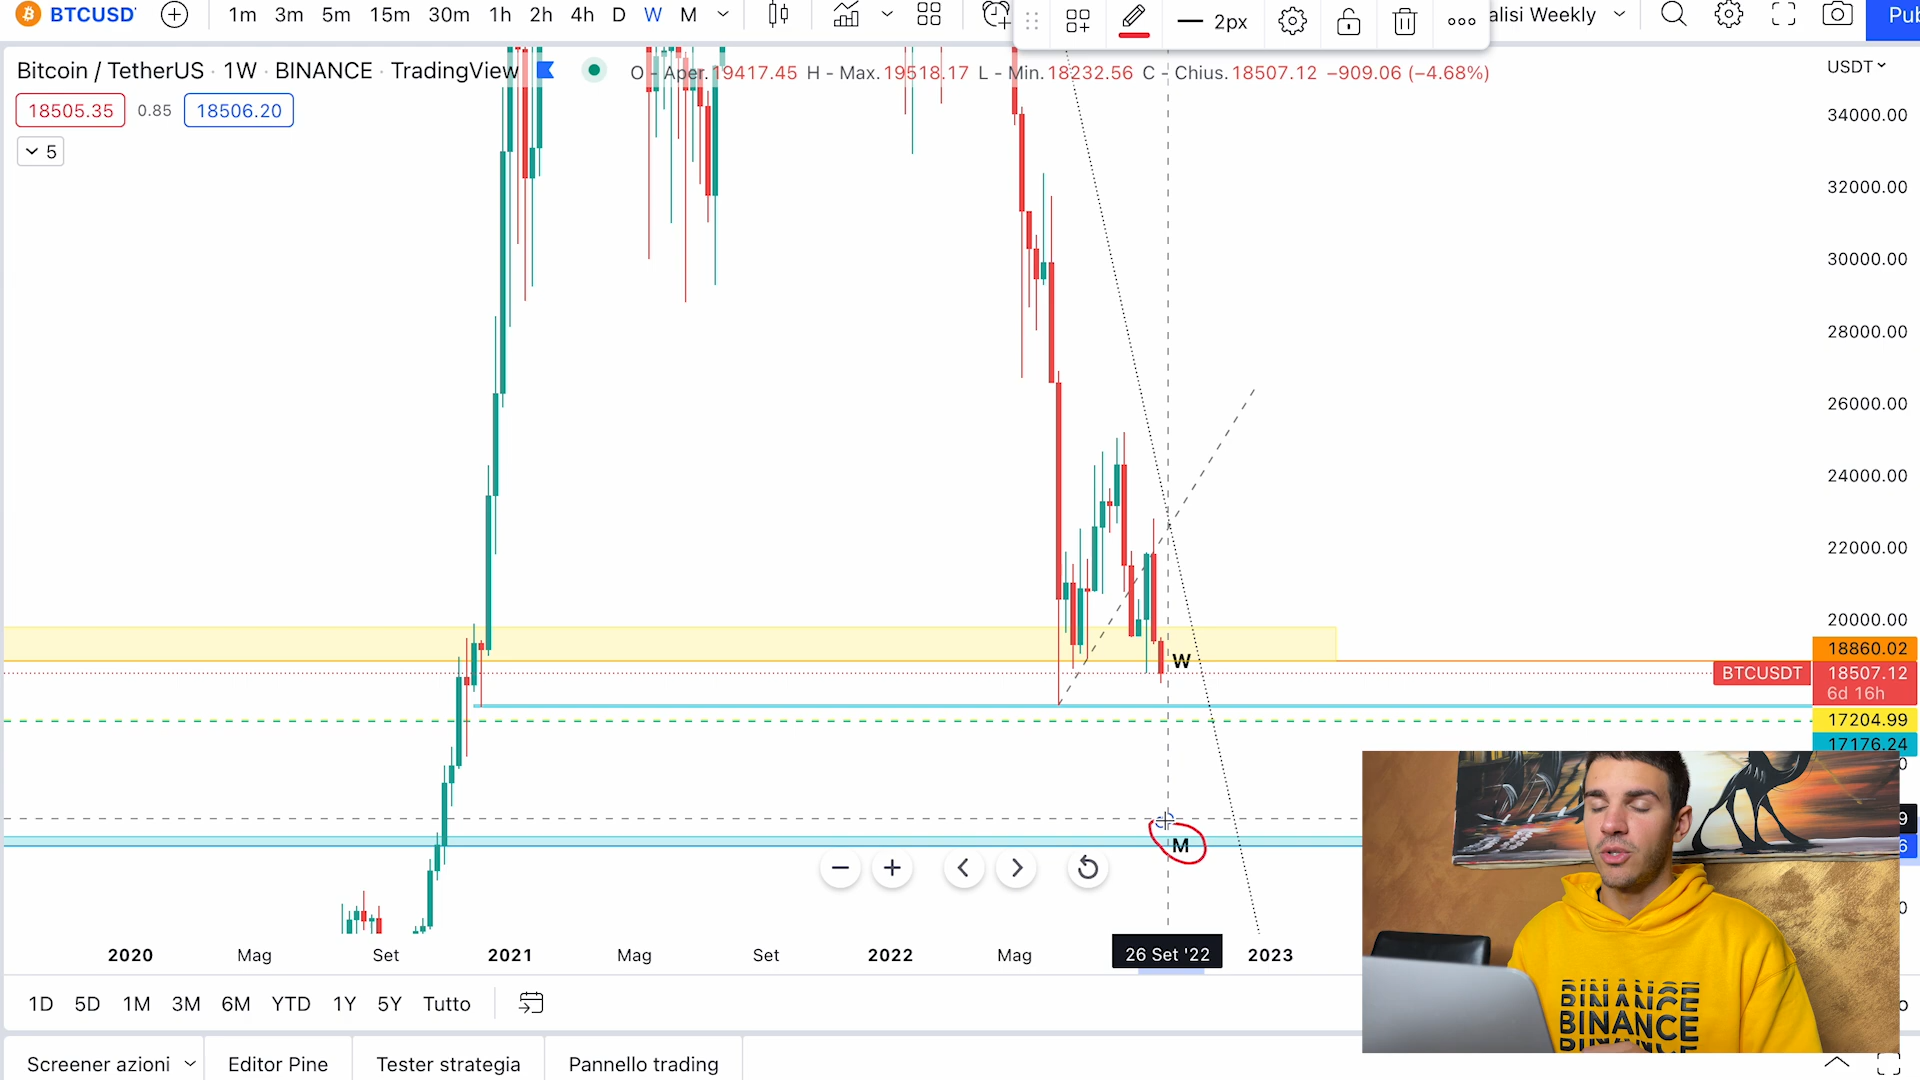 BTCUSD
1m 3m 5m 15m 30m 1h 2h 4h D W M
2px
alisi Weekly
Pub
Bitcoin / TetherUS · 1W · BINANCE · TradingView
O - Aper. 19417.45 H - Max. 19518.17 L - Min. 18232.56 C - Chius. 18507.12 −909.06 (−4.68%)
USDT
18505.35 0.85 18506.20
5
34000.00
32000.00
30000.00
28000.00
26000.00
24000.00
22000.00
20000.00
18860.02
W
BTCUSDT 18507.12
6d 16h
17204.99
17176.24
M
2020 Mag Set 2021 Mag Set 2022 Mag 26 Set '22 2023
1D 5D 1M 3M 6M YTD 1Y 5Y Tutto
BINANCE
BINANCE
BINANCE
Screener azioni Editor Pine Tester strategia Pannello trading